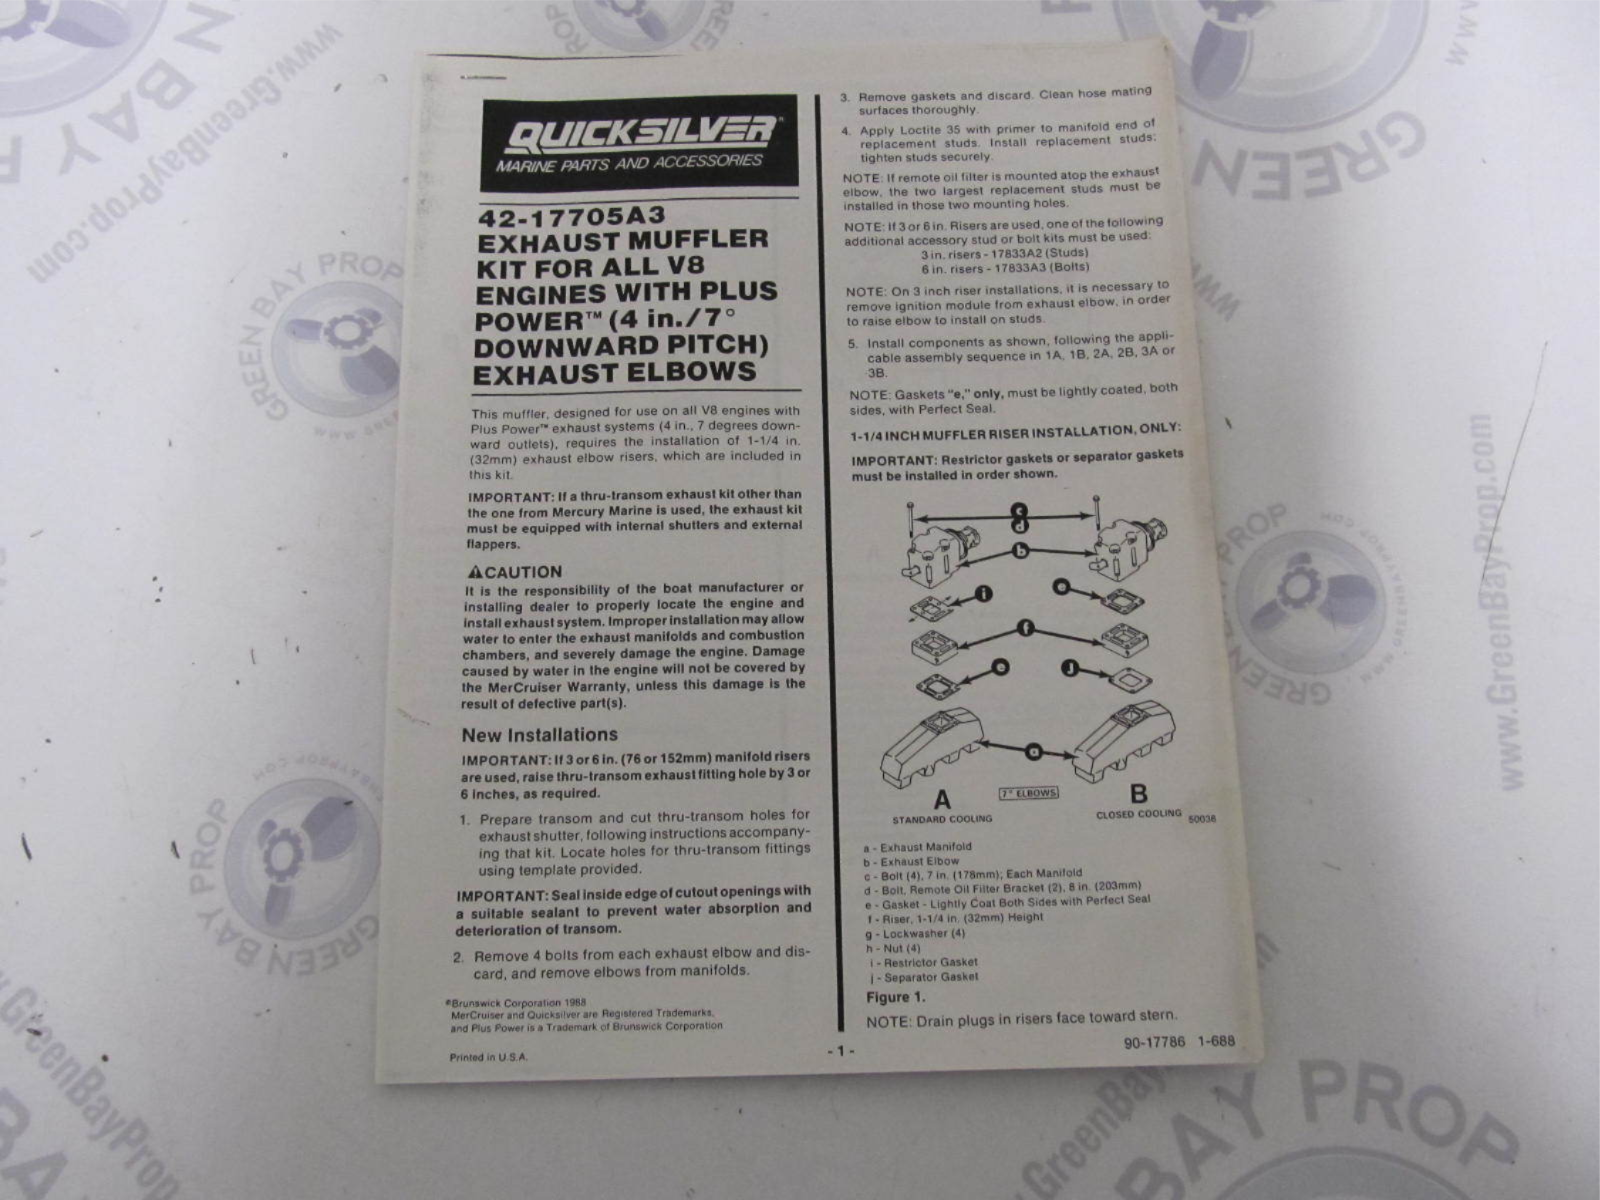 QUICKSILVER®
MARINE PARTS AND ACCESSORIES
42-17705A3
EXHAUST MUFFLER
KIT FOR ALL V8
ENGINES WITH PLUS
POWER™ (4 in./7°
DOWNWARD PITCH)
EXHAUST ELBOWS
This muffler, designed for use on all V8 engines with
Plus Power™ exhaust systems (4 in., 7 degrees down-
ward outlets), requires the installation of 1-1/4 in.
(32mm) exhaust elbow risers, which are included in
this kit.
IMPORTANT: If a thru-transom exhaust kit other than
the one from Mercury Marine is used, the exhaust kit
must be equipped with internal shutters and external
flappers.
⚠CAUTION
It is the responsibility of the boat manufacturer or
installing dealer to properly locate the engine and
install exhaust system. Improper installation may allow
water to enter the exhaust manifolds and combustion
chambers, and severely damage the engine. Damage
caused by water in the engine will not be covered by
the MerCruiser Warranty, unless this damage is the
result of defective part(s).
New Installations
IMPORTANT: If 3 or 6 in. (76 or 152mm) manifold risers
are used, raise thru-transom exhaust fitting hole by 3 or
6 inches, as required.
1. Prepare transom and cut thru-transom holes for
exhaust shutter, following instructions accompany-
ing that kit. Locate holes for thru-transom fittings
using template provided.
IMPORTANT: Seal inside edge of cutout openings with
a suitable sealant to prevent water absorption and
deterioration of transom.
2. Remove 4 bolts from each exhaust elbow and dis-
card, and remove elbows from manifolds.
©Brunswick Corporation 1988
MerCruiser and Quicksilver are Registered Trademarks,
and Plus Power is a Trademark of Brunswick Corporation
Printed in U.S.A.
3. Remove gaskets and discard. Clean hose mating
surfaces thoroughly.
4. Apply Loctite 35 with primer to manifold end of
replacement studs. Install replacement studs;
tighten studs securely.
NOTE: If remote oil filter is mounted atop the exhaust
elbow, the two largest replacement studs must be
installed in those two mounting holes.
NOTE: If 3 or 6 in. Risers are used, one of the following
additional accessory stud or bolt kits must be used:
3 in. risers - 17833A2 (Studs)
6 in. risers - 17833A3 (Bolts)
NOTE: On 3 inch riser installations, it is necessary to
remove ignition module from exhaust elbow, in order
to raise elbow to install on studs.
5. Install components as shown, following the appli-
cable assembly sequence in 1A, 1B, 2A, 2B, 3A or
3B.
NOTE: Gaskets "e," only, must be lightly coated, both
sides, with Perfect Seal.
1-1/4 INCH MUFFLER RISER INSTALLATION, ONLY:
IMPORTANT: Restrictor gaskets or separator gaskets
must be installed in order shown.
c
d
b
i e
f
e J
a
A 7° ELBOWS B
STANDARD COOLING CLOSED COOLING 50036
a - Exhaust Manifold
b - Exhaust Elbow
c - Bolt (4), 7 in. (178mm); Each Manifold
d - Bolt, Remote Oil Filter Bracket (2), 8 in. (203mm)
e - Gasket - Lightly Coat Both Sides with Perfect Seal
f - Riser, 1-1/4 in. (32mm) Height
g - Lockwasher (4)
h - Nut (4)
i - Restrictor Gasket
j - Separator Gasket
Figure 1.
NOTE: Drain plugs in risers face toward stern.
- 1 -
90-17786 1-688
GREEN BAY PROP
www.GreenBayProp.com